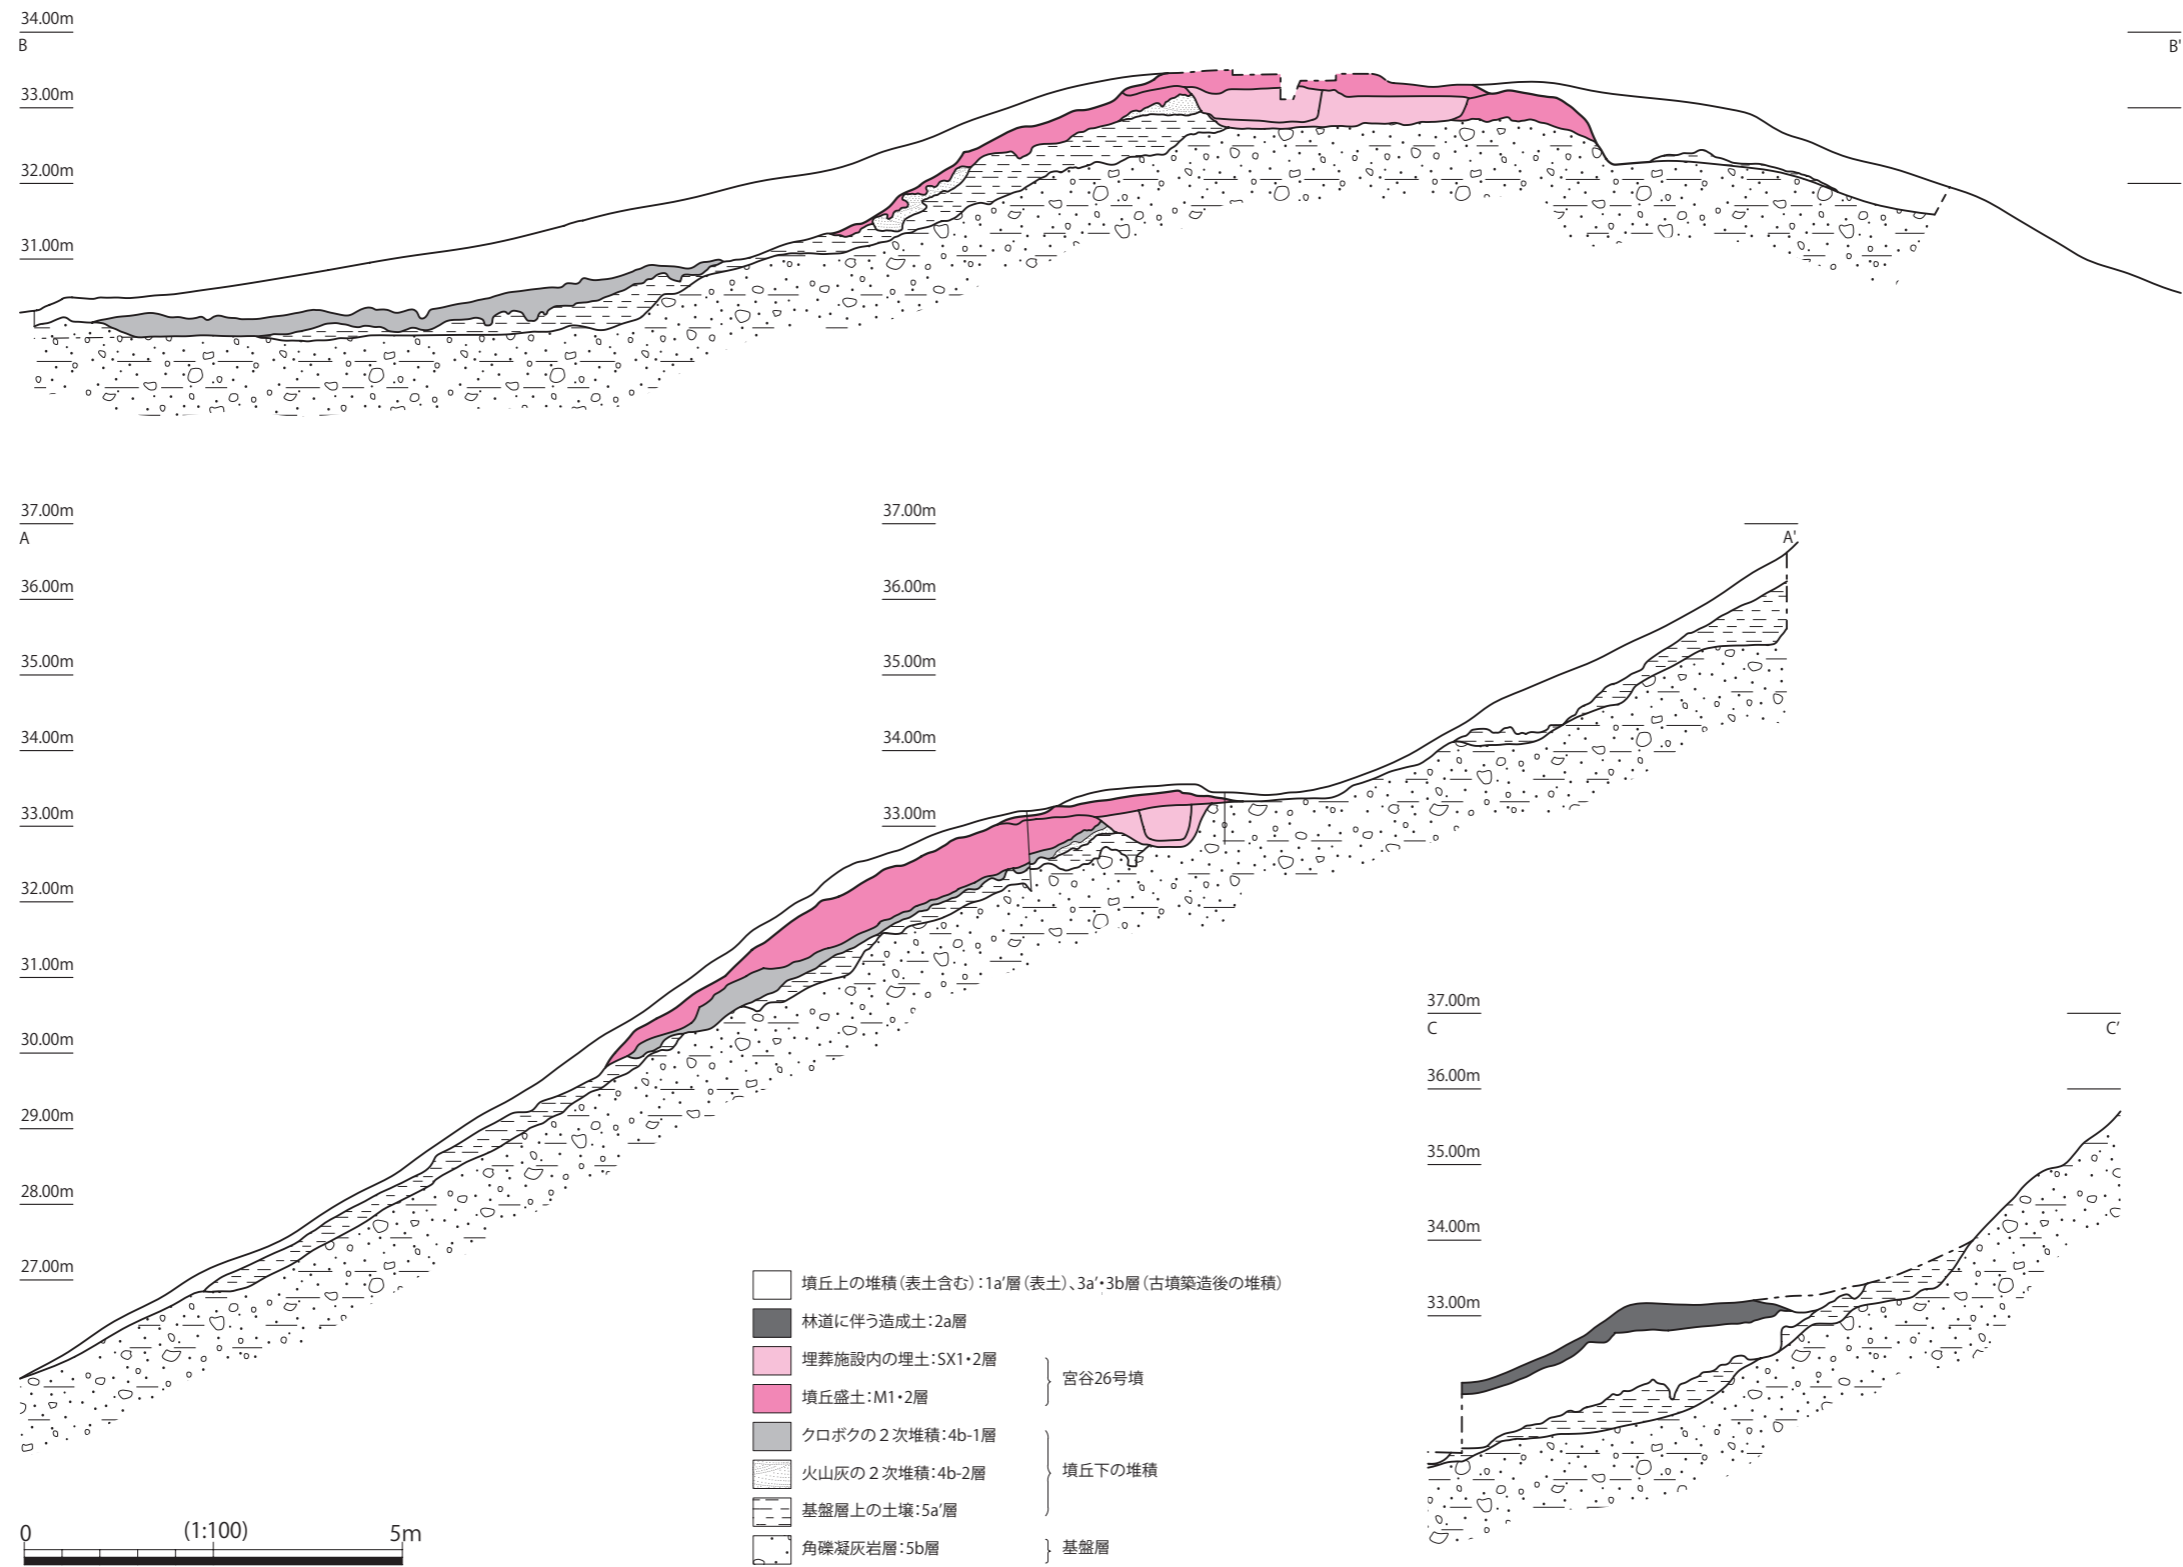 34.00m
B
B'
33.00m
32.00m
31.00m
37.00m
A
37.00m
A'
36.00m
36.00m
35.00m
35.00m
34.00m
34.00m
33.00m
33.00m
32.00m
31.00m
30.00m
29.00m
28.00m
27.00m
37.00m
C
C'
36.00m
35.00m
34.00m
33.00m
墳丘上の堆積(表土含む):1a'層(表土)、3a'・3b層(古墳築造後の堆積)
林道に伴う造成土:2a層
埋葬施設内の埋土:SX1・2層
墳丘盛土:M1・2層
宮谷26号墳
クロボクの2次堆積:4b-1層
火山灰の2次堆積:4b-2層
基盤層上の土壌:5a'層
墳丘下の堆積
角礫凝灰岩層:5b層
基盤層
0 (1:100) 5m